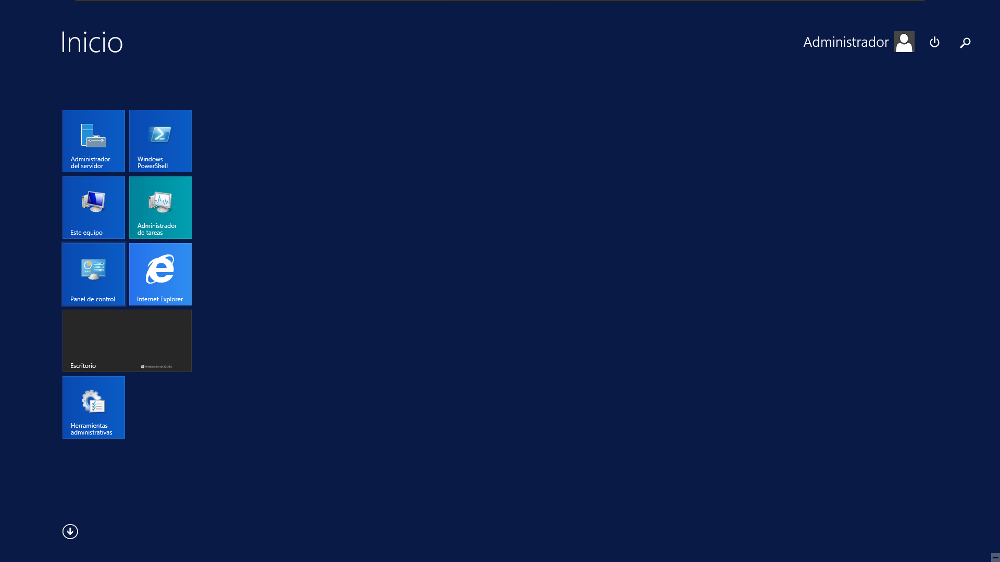 Inicio
Administrador
Administrador
del servidor
Windows
PowerShell
Este equipo
Administrador
de tareas
Panel de control
Internet Explorer
Escritorio
Windows Server 2012 R2
Herramientas
administrativas